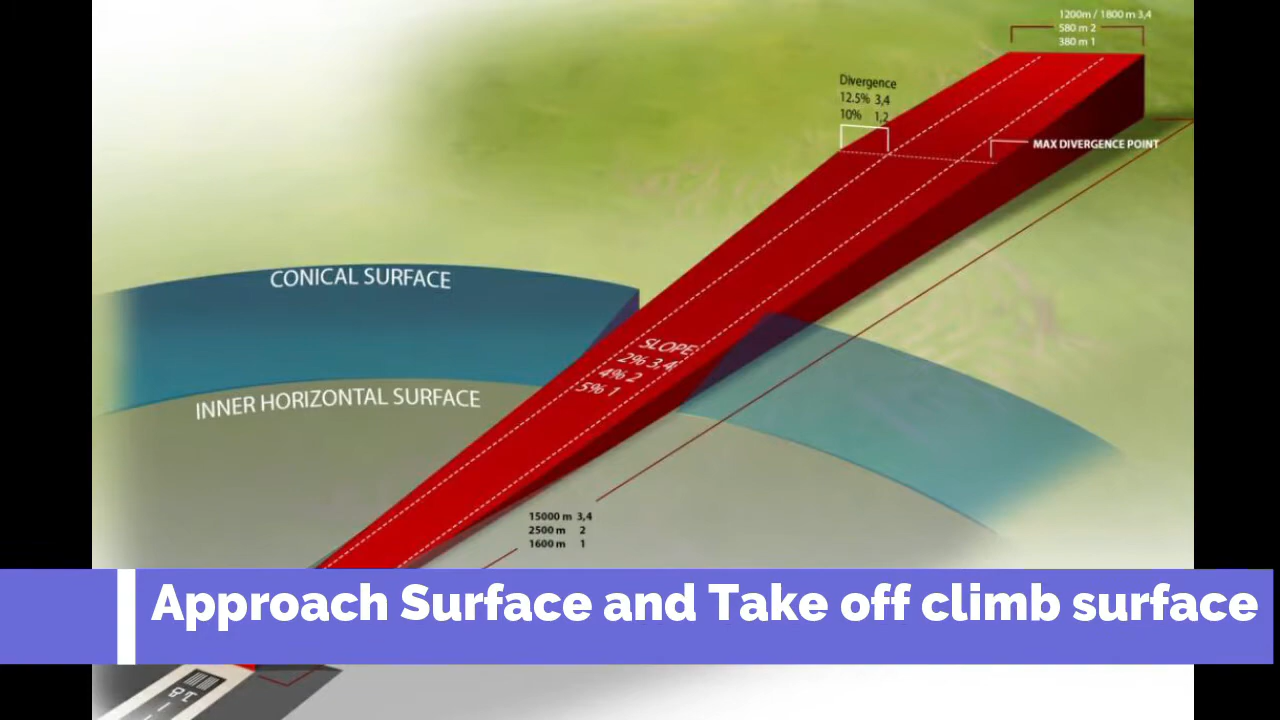 1200m / 1800 m 3,4
580 m 2
380 m 1
Divergence
12.5% 3,4
10% 1,2
MAX DIVERGENCE POINT
CONICAL SURFACE
SLOPE
2% 3,4
4% 2
5% 1
INNER HORIZONTAL SURFACE
15000 m 3,4
2500 m 2
1600 m 1
Approach Surface and Take off climb surface